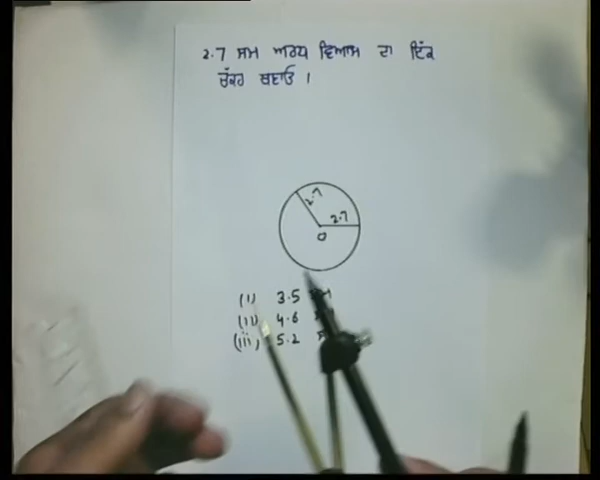 2.7 ਸਮ ਅਰਧ ਵਿਆਸ ਦਾ ਇੱਕ
ਚੱਕਰ ਬਣਾਓ ।
2.7
2.7
O
(i) 3.5
(ii) 4.6
(iii) 5.2